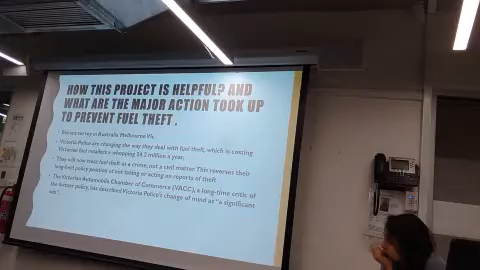 HOW THIS PROJECT IS HELPFUL? AND
WHAT ARE THE MAJOR ACTION TOOK UP
TO PREVENT FUEL THEFT .
Recent survey in Australia Melbourne Vic.
Victoria Police are changing the way they deal with fuel theft, which is costing
Victorian fuel retailers a whopping million a year.
They will now treat fuel theft as a crime, not a civil matter. This reverses their
long-held policy position of not taking or acting on reports of theft
The Victorian Automobile Chamber of Commerce (VACC), a long-time critic of
the former policy, has described Victoria Police's change of mind as "a significant
win".